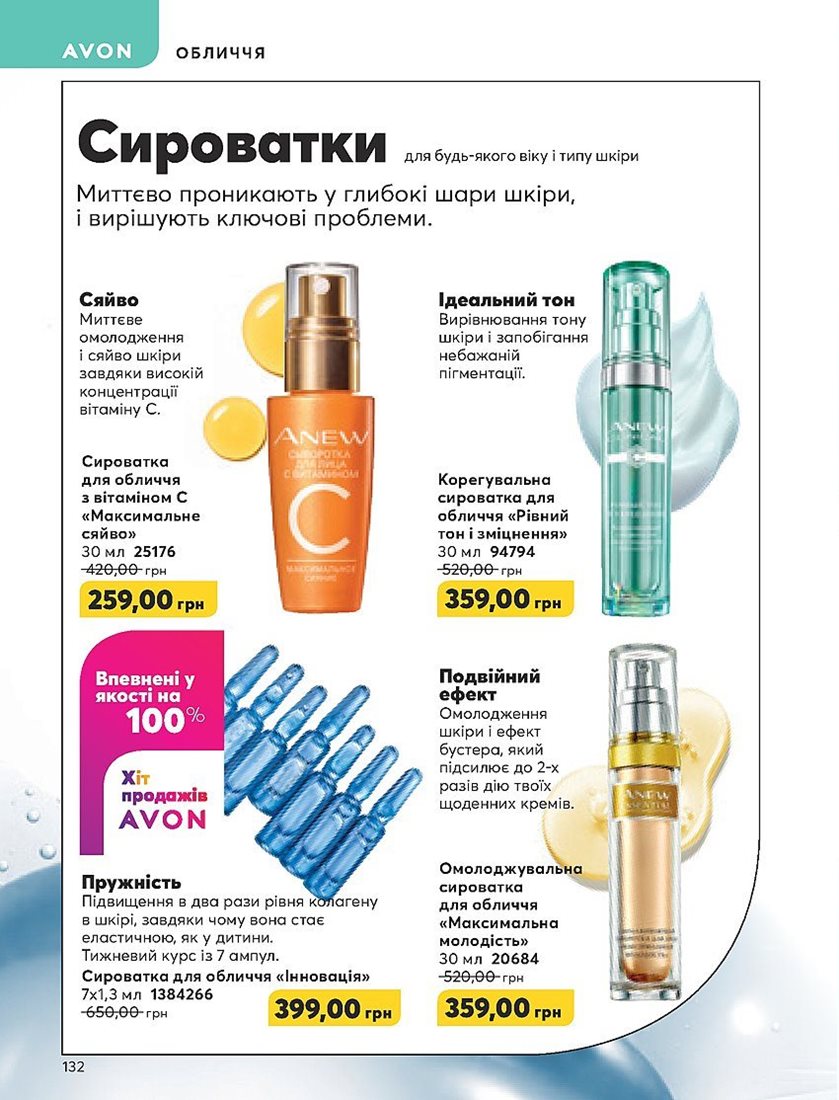 AVON
ОБЛИЧЧЯ
Сироватки для будь-якого віку і типу шкіри
Миттєво проникають у глибокі шари шкіри,
і вирішують ключові проблеми.
Сяйво
Миттєве
омолодження
і сяйво шкіри
завдяки високій
концентрації
вітаміну С.
Сироватка
для обличчя
з вітаміном С
«Максимальне
сяйво»
30 мл 25176
420,00 грн
259,00 грн
ANEW
СЫВОРОТКА
ДЛЯ ЛИЦА
С ВИТАМИНОМ
C
МАКСИМАЛЬНОЕ
СИЯНИЕ
Ідеальний тон
Вирівнювання тону
шкіри і запобігання
небажаній
пігментації.
Корегувальна
сироватка для
обличчя «Рівний
тон і зміцнення»
30 мл 94794
520,00 грн
359,00 грн
ANEW
Впевнені у
якості на
100%
Хіт
продажів
AVON
Пружність
Підвищення в два рази рівня колагену
в шкірі, завдяки чому вона стає
еластичною, як у дитини.
Тижневий курс із 7 ампул.
Сироватка для обличчя «Інновація»
7х1,3 мл 1384266
650,00 грн
399,00 грн
Подвійний
ефект
Омолодження
шкіри і ефект
бустера, який
підсилює до 2-х
разів дію твоїх
щоденних кремів.
Омолоджувальна
сироватка
для обличчя
«Максимальна
молодість»
30 мл 20684
520,00 грн
359,00 грн
ANEW
132